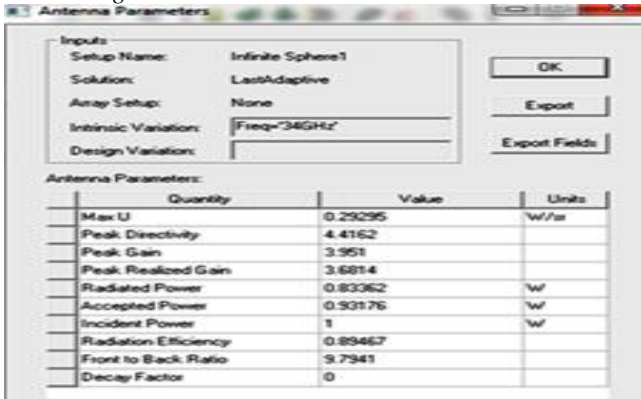 Antenna Parameters
Inputs
Setup Name: Infinite Sphere1
OK
Solution: LastAdaptive
Array Setup: None
Export
Intrinsic Variation: Freq='34GHz'
Design Variation:
Export Fields
Antenna Parameters:
Quantity Value Units
Max U 0.29295 W/sr
Peak Directivity 4.4162
Peak Gain 3.951
Peak Realized Gain 3.6814
Radiated Power 0.83362 W
Accepted Power 0.93176 W
Incident Power 1 W
Radiation Efficiency 0.89467
Front to Back Ratio 9.7941
Decay Factor 0